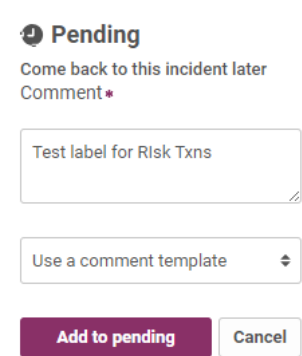 Pending
Come back to this incident later
Comment*
Test label for RIsk Txns
Use a comment template
Add to pending
Cancel